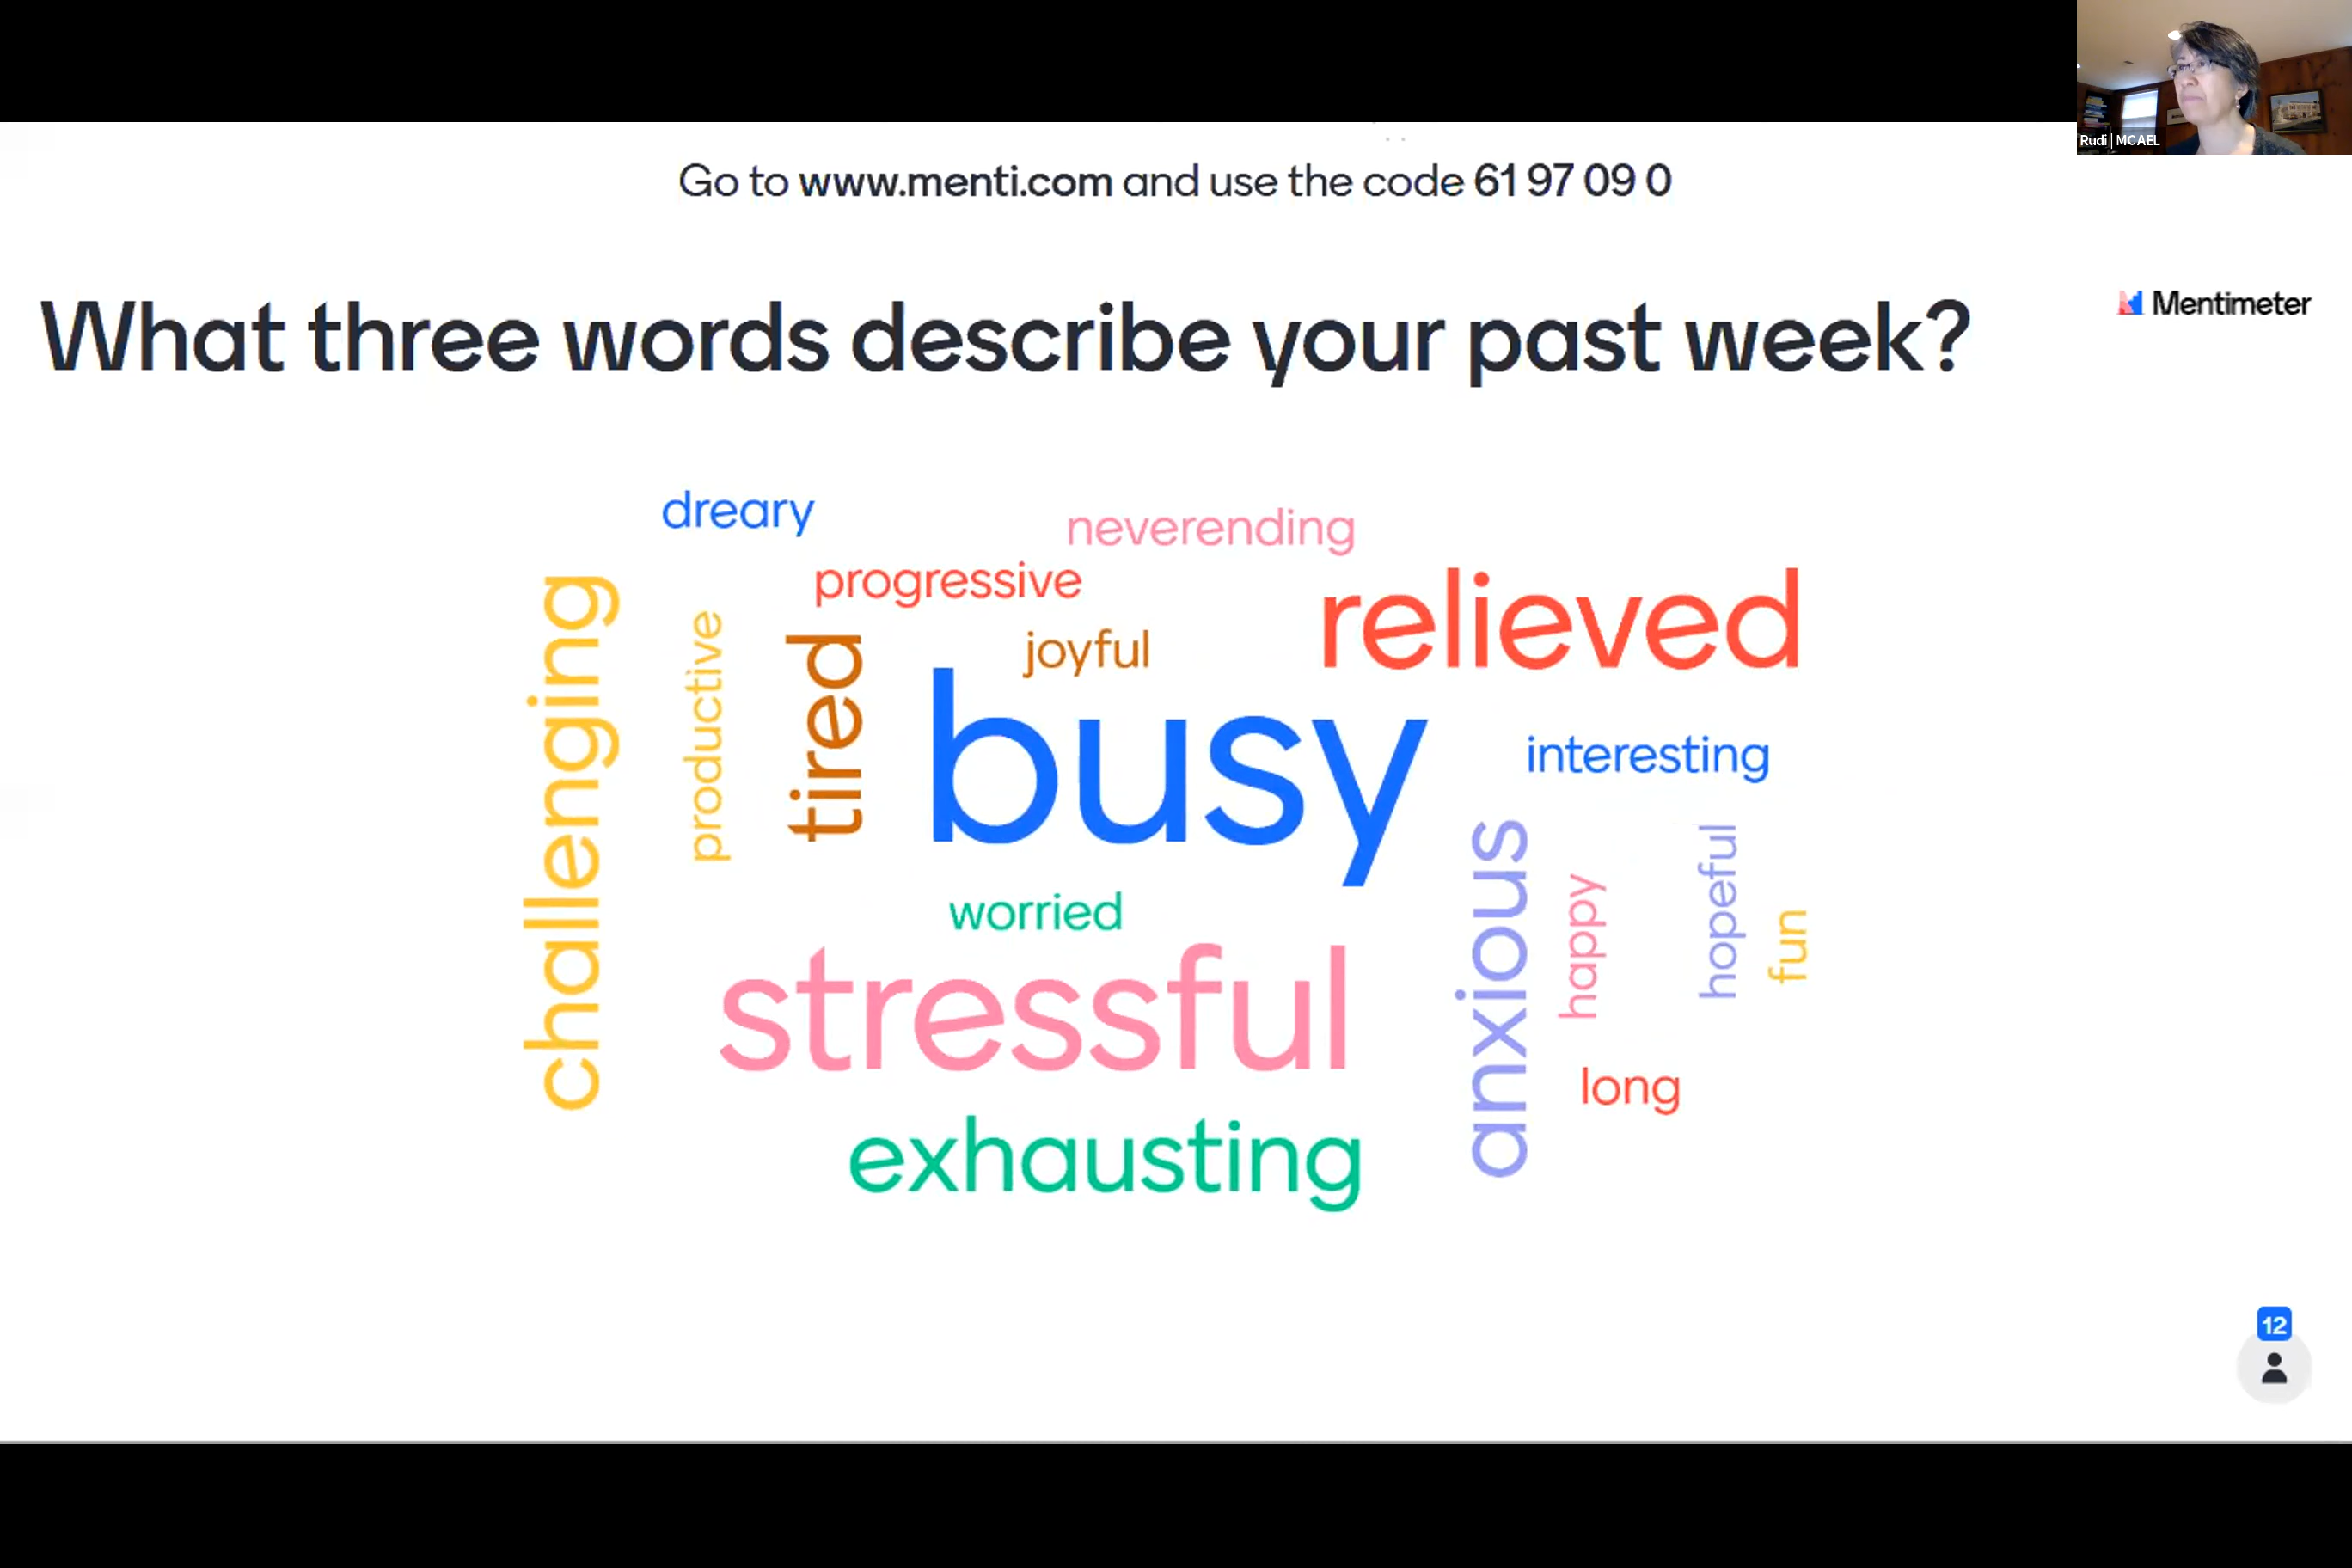 Rudi | MCAEL
Go to www.menti.com and use the code 61 97 09 0
What three words describe your past week?
Mentimeter
dreary
neverending
progressive
relieved
challenging
productive
tired
joyful
busy
interesting
worried
anxious
happy
hopeful
fun
stressful
long
exhausting
12